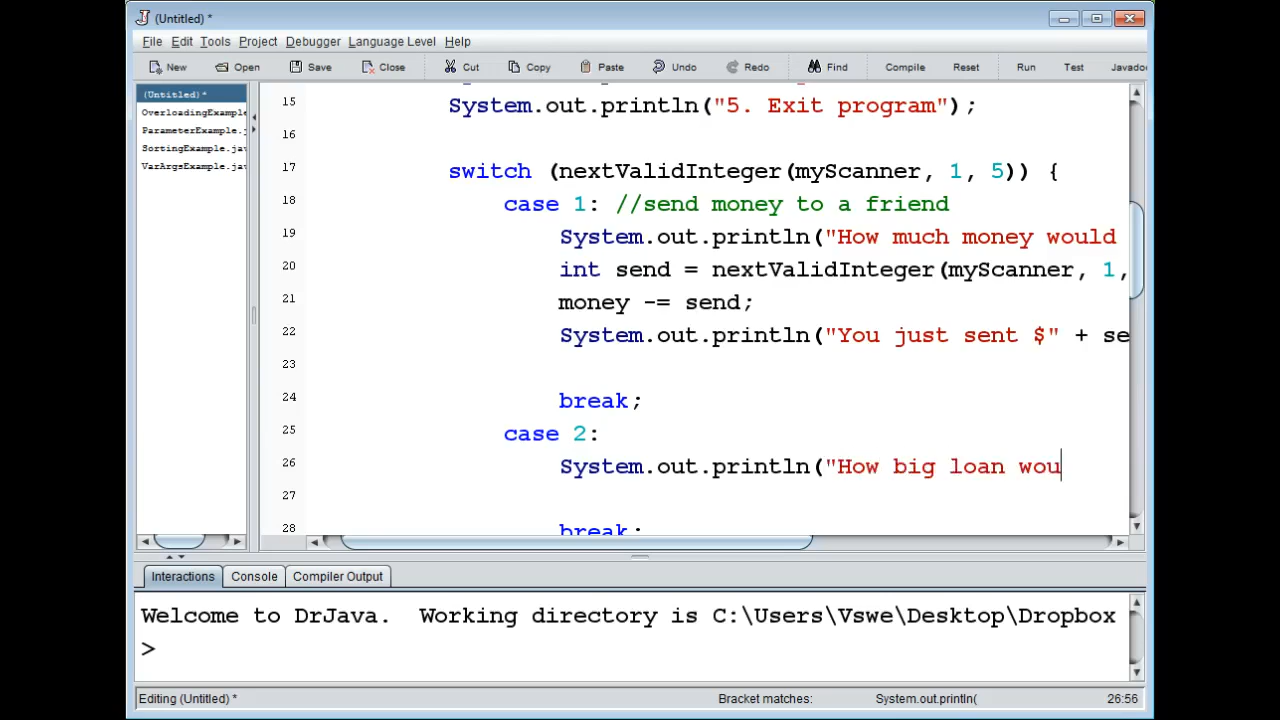 (Untitled) *
File Edit Tools Project Debugger Language Level Help
New Open Save Close Cut Copy Paste Undo Redo Find Compile Reset Run Test Javado
(Untitled)*
OverloadingExample
ParameterExample.j
SortingExample.jav
VarArgsExample.jav
15 System.out.println("5. Exit program");
16
17 switch (nextValidInteger(myScanner, 1, 5)) {
18 case 1: //send money to a friend
19 System.out.println("How much money would
20 int send = nextValidInteger(myScanner, 1,
21 money -= send;
22 System.out.println("You just sent $" + se
23
24 break;
25 case 2:
26 System.out.println("How big loan wou
27
28 break;
Interactions Console Compiler Output
Welcome to DrJava. Working directory is C:\Users\Vswe\Desktop\Dropbox
>
Editing (Untitled) * Bracket matches: System.out.println( 26:56